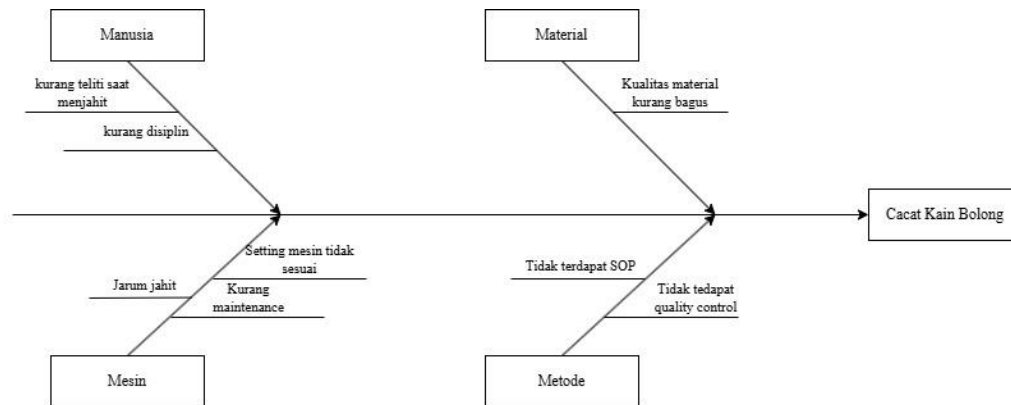 Manusia
Material
kurang teliti saat
menjahit
kurang disiplin
Kualitas material
kurang bagus
Cacat Kain Bolong
Setting mesin tidak
sesuai
Jarum jahit
Kurang
maintenance
Tidak terdapat SOP
Tidak tedapat
quality control
Mesin
Metode